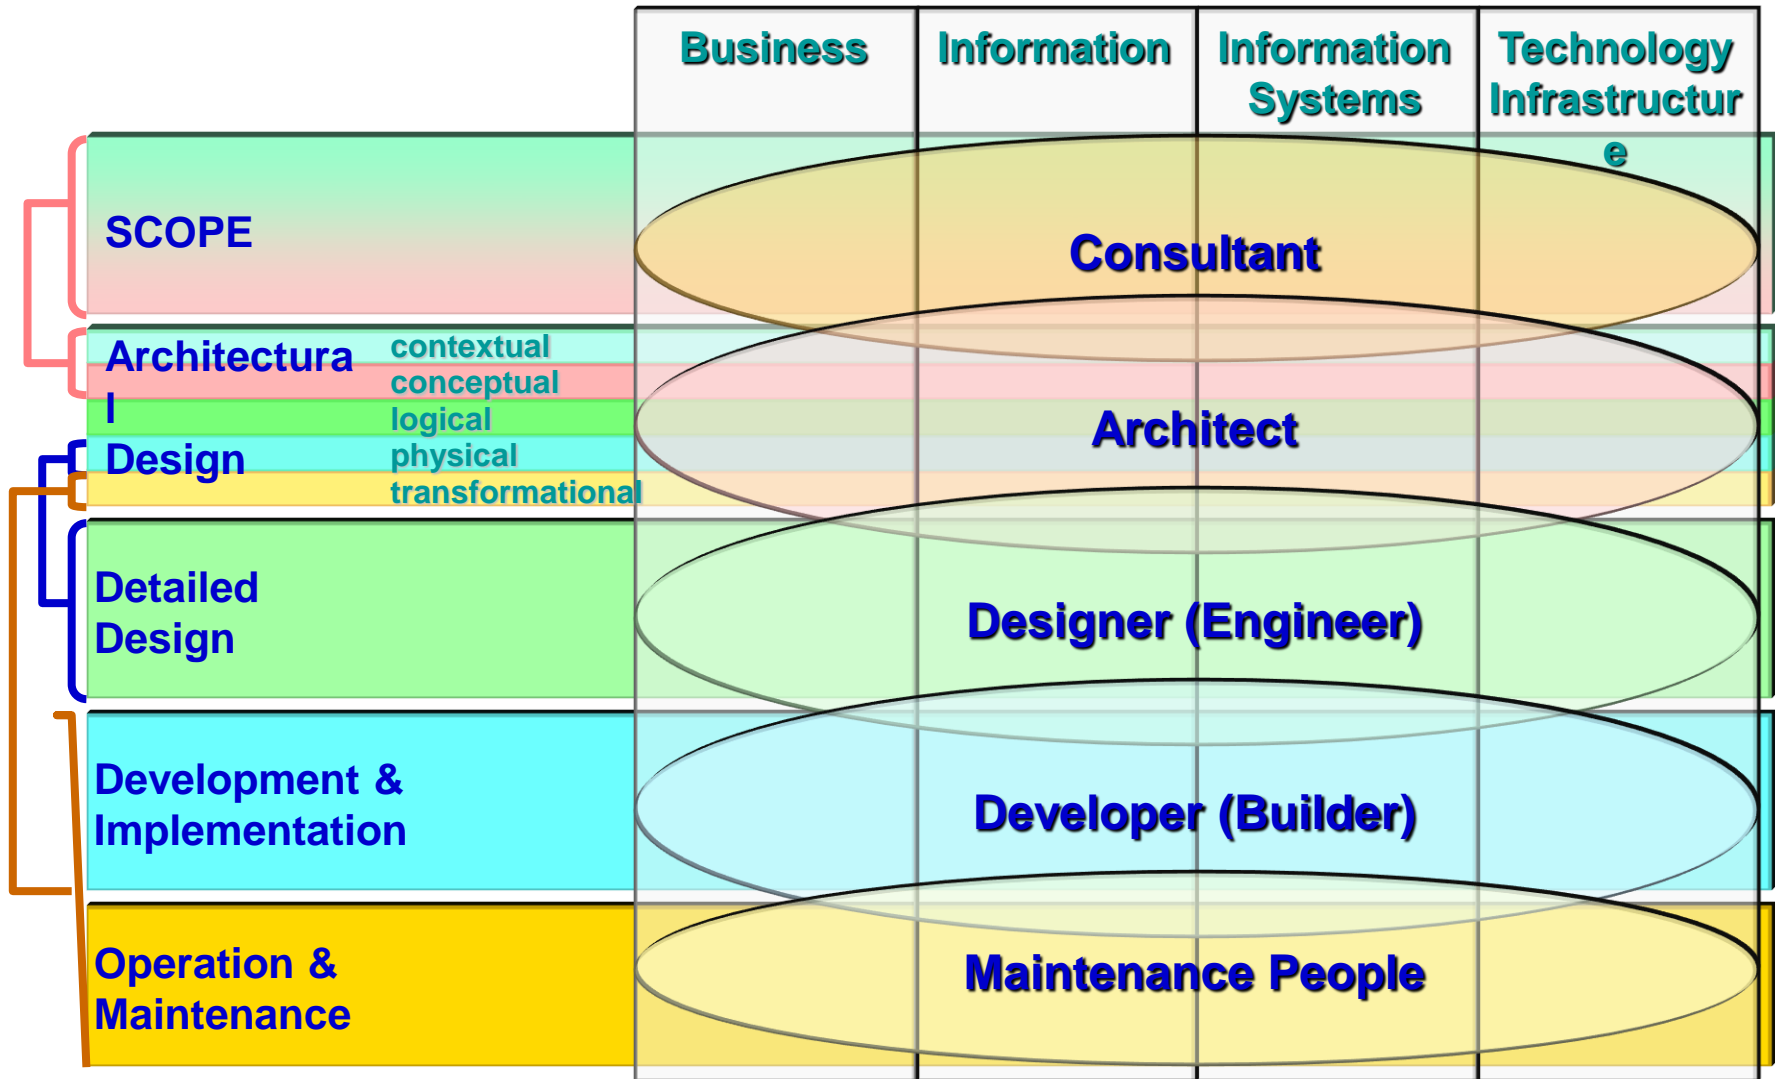 Business
Information
Information
Systems
Technology
Infrastructur
e
SCOPE
Consultant
Architectura
l
Design
contextual
conceptual
logical
physical
transformational
Architect
Detailed
Design
Designer (Engineer)
Development &
Implementation
Developer (Builder)
Operation &
Maintenance
Maintenance People